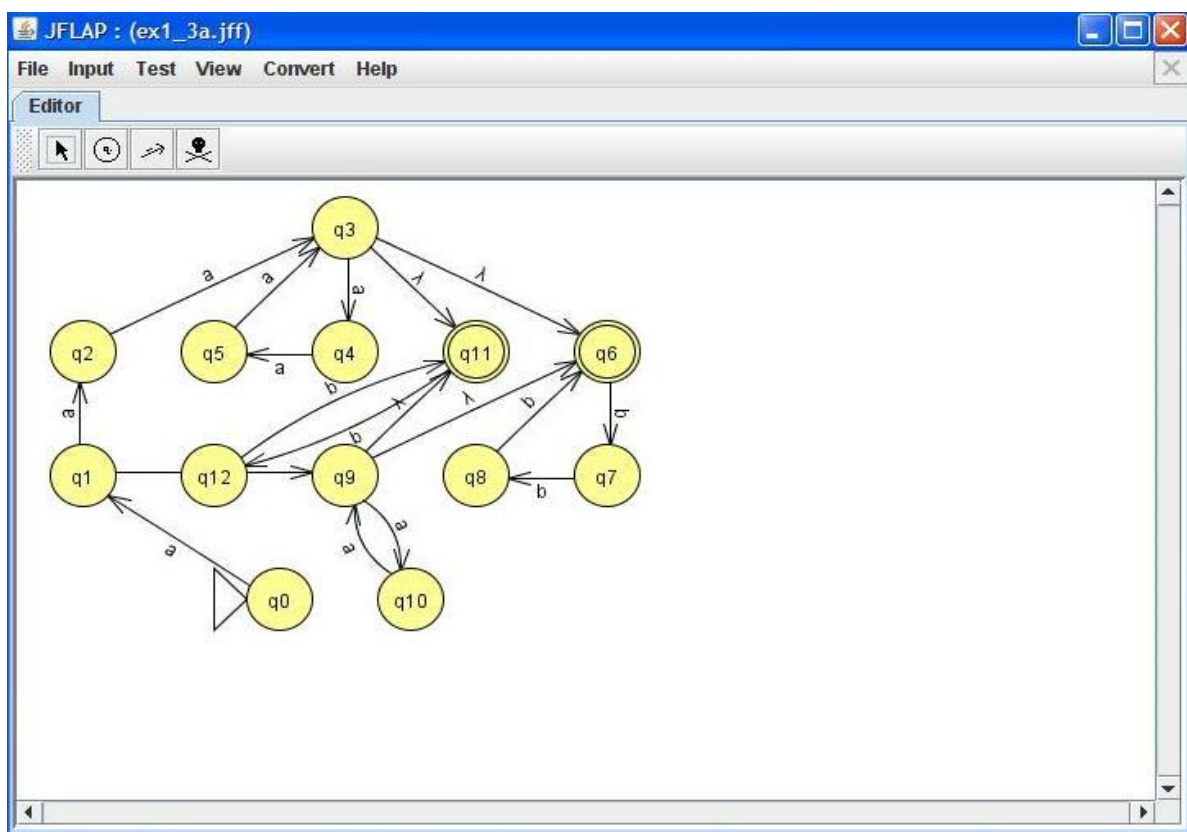 JFLAP : (ex1_3a.jff)
File Input Test View Convert Help
Editor
q3
a
a
a
λ
λ
q2
q5
q4
q11
q6
a
b
λ
λ
b
b
a
b
q1
q12
q9
q8
q7
b
a
a
a
q0
q10